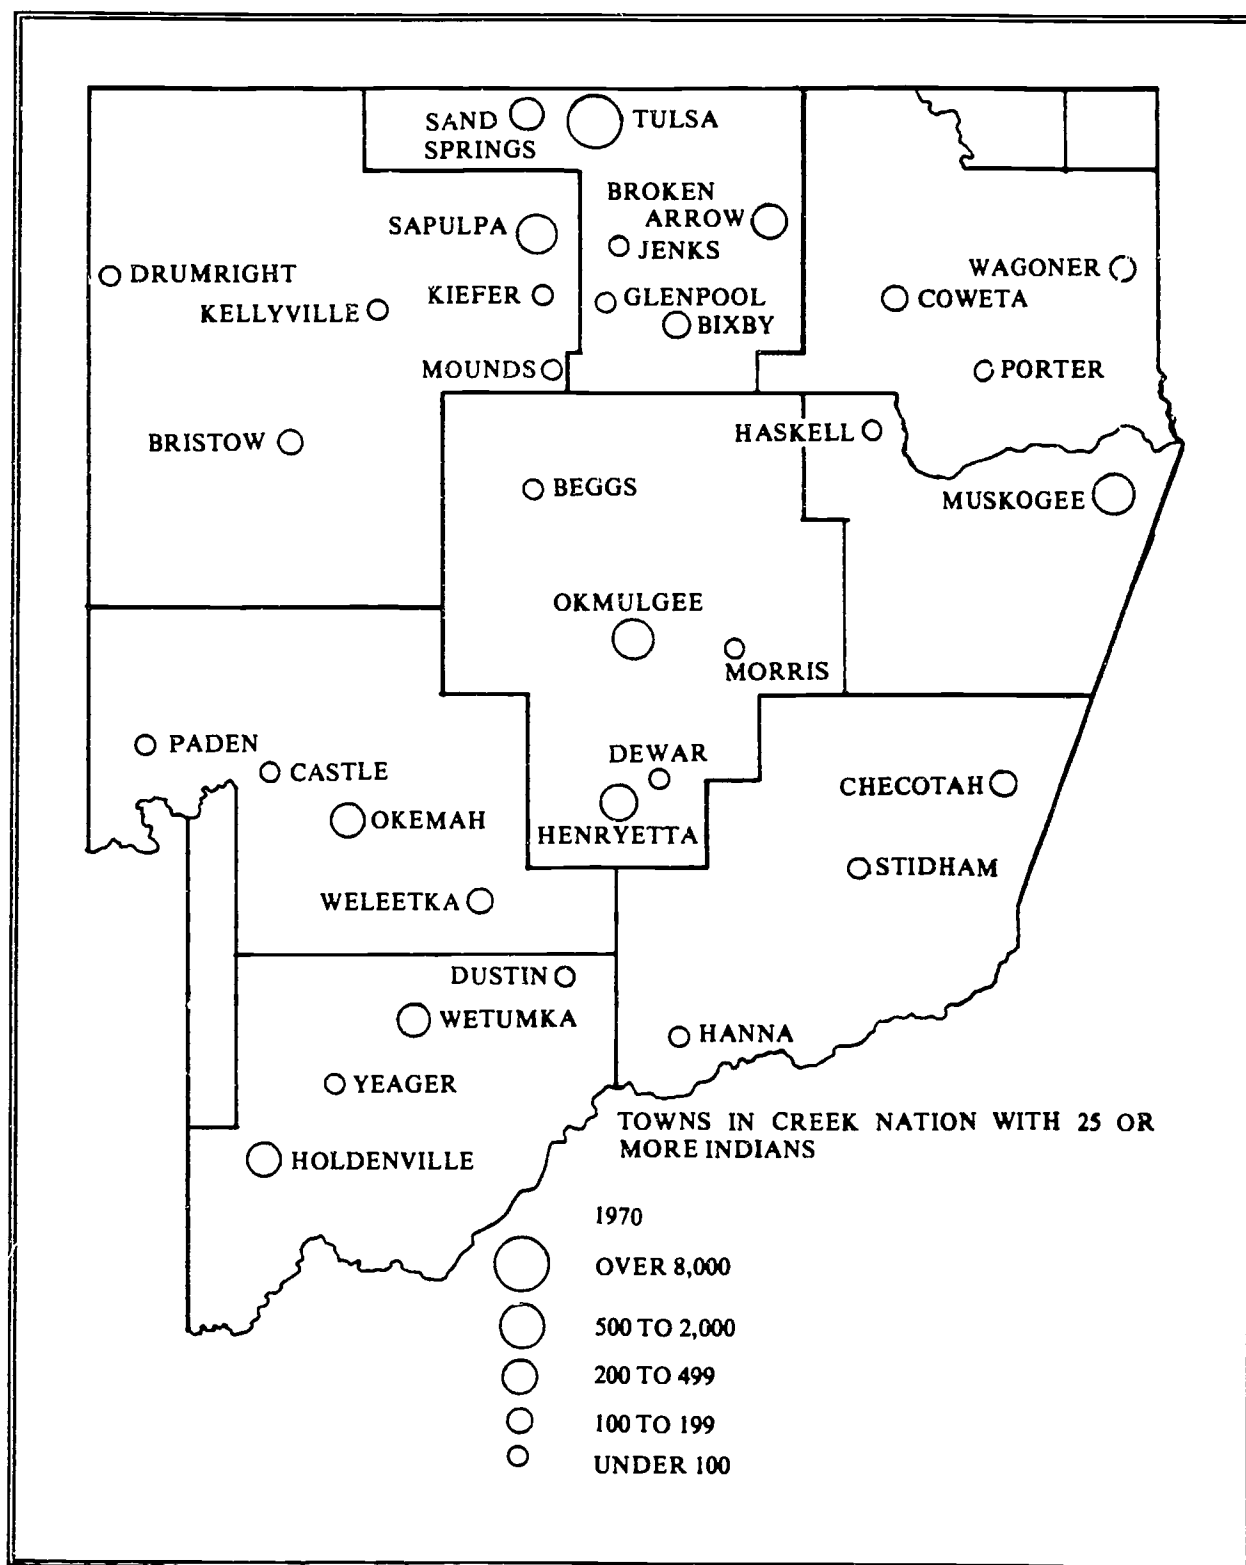 SAND
SPRINGS
TULSA
BROKEN
ARROW
SAPULPA
JENKS
DRUMRIGHT
WAGONER
KIEFER
GLENPOOL
COWETA
KELLYVILLE
BIXBY
MOUNDS
PORTER
HASKELL
BRISTOW
BEGGS
MUSKOGEE
OKMULGEE
MORRIS
PADEN
DEWAR
CASTLE
CHECOTAH
OKEMAH
HENRYETTA
STIDHAM
WELEETKA
DUSTIN
WETUMKA
HANNA
YEAGER
TOWNS IN CREEK NATION WITH 25 OR
MORE INDIANS
HOLDENVILLE
1970
OVER 8,000
500 TO 2,000
200 TO 499
100 TO 199
UNDER 100